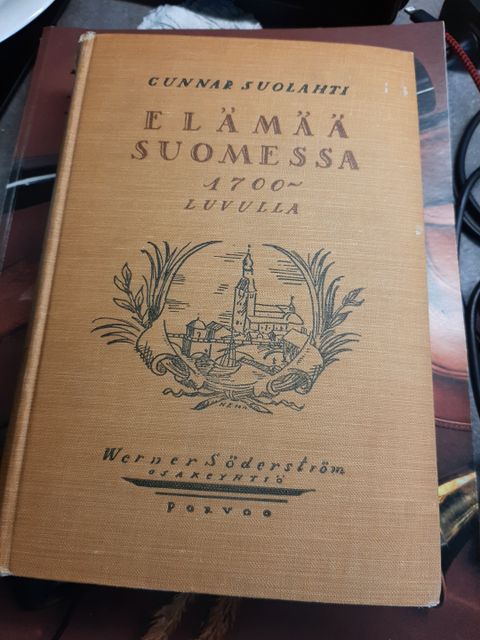 GUNNAR SUOLAHTI
ELÄMÄÄ
SUOMESSA
1700~
LUVULLA
Werner Söderström
OSAKEYHTIÖ
PORVOO